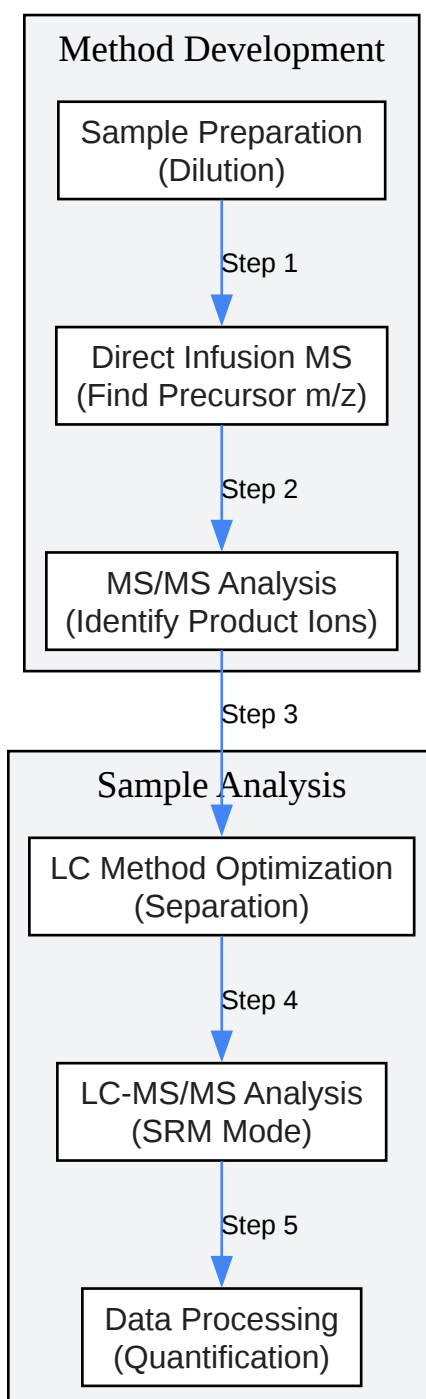 Method Development
Sample Preparation
(Dilution)
Step 1
Direct Infusion MS
(Find Precursor m/z)
Step 2
MS/MS Analysis
(Identify Product Ions)
Step 3
Sample Analysis
LC Method Optimization
(Separation)
Step 4
LC-MS/MS Analysis
(SRM Mode)
Step 5
Data Processing
(Quantification)